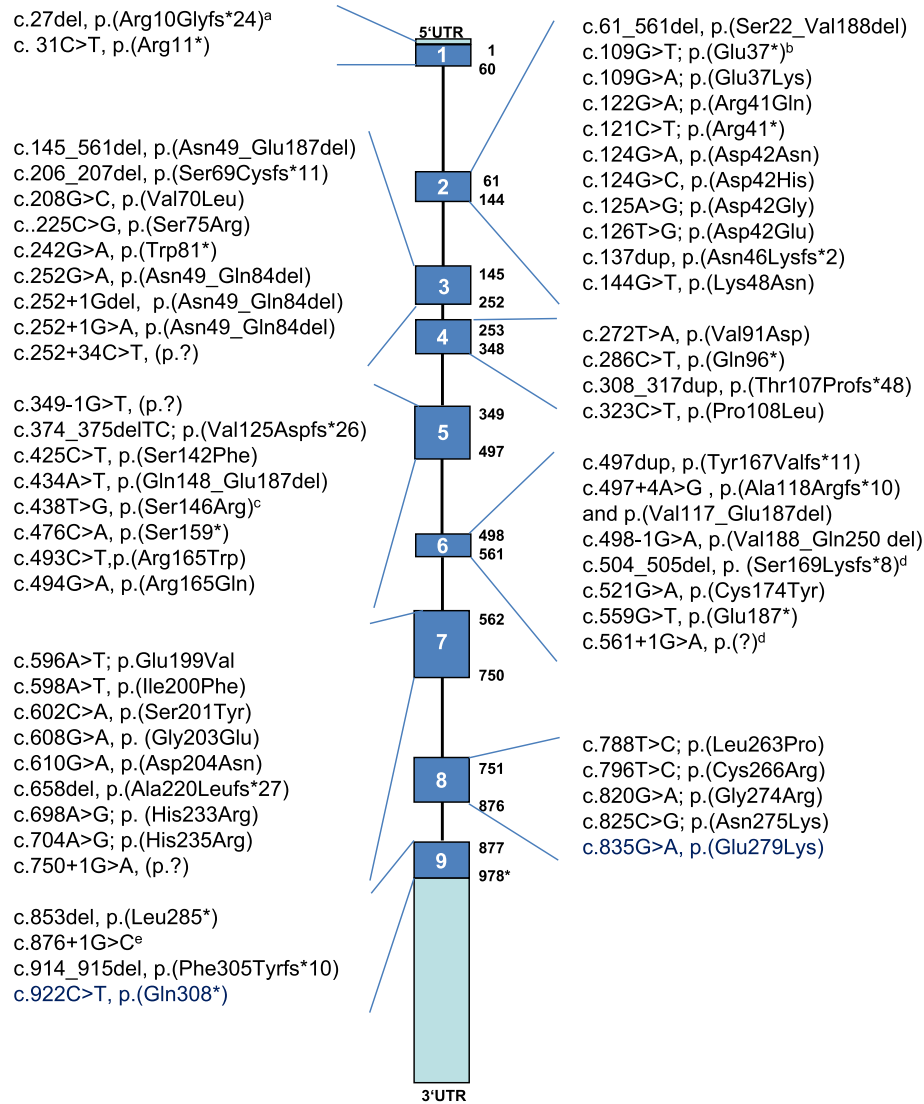 c.27del, p.(Arg10Glyfs*24)ᵃ
c. 31C>T, p.(Arg11*)
5‘UTR
1
1
60
c.61_561del, p.(Ser22_Val188del)
c.109G>T; p.(Glu37*)ᵇ
c.109G>A; p.(Glu37Lys)
c.122G>A; p.(Arg41Gln)
c.121C>T; p.(Arg41*)
c.124G>A, p.(Asp42Asn)
c.124G>C, p.(Asp42His)
c.125A>G; p.(Asp42Gly)
c.126T>G; p.(Asp42Glu)
c.137dup, p.(Asn46Lysfs*2)
c.144G>T, p.(Lys48Asn)
2
61
144
c.145_561del, p.(Asn49_Glu187del)
c.206_207del, p.(Ser69Cysfs*11)
c.208G>C, p.(Val70Leu)
c..225C>G, p.(Ser75Arg)
c.242G>A, p.(Trp81*)
c.252G>A, p.(Asn49_Gln84del)
c.252+1Gdel, p.(Asn49_Gln84del)
c.252+1G>A, p.(Asn49_Gln84del)
c.252+34C>T, (p.?)
3
145
252
4
253
348
c.272T>A, p.(Val91Asp)
c.286C>T, p.(Gln96*)
c.308_317dup, p.(Thr107Profs*48)
c.323C>T, p.(Pro108Leu)
c.349-1G>T, (p.?)
c.374_375delTC; p.(Val125Aspfs*26)
c.425C>T, p.(Ser142Phe)
c.434A>T, p.(Gln148_Glu187del)
c.438T>G, p.(Ser146Arg)ᶜ
c.476C>A, p.(Ser159*)
c.493C>T,p.(Arg165Trp)
c.494G>A, p.(Arg165Gln)
5
349
497
c.497dup, p.(Tyr167Valfs*11)
c.497+4A>G , p.(Ala118Argfs*10)
and p.(Val117_Glu187del)
c.498-1G>A, p.(Val188_Gln250 del)
c.504_505del, p. (Ser169Lysfs*8)ᵈ
c.521G>A, p.(Cys174Tyr)
c.559G>T, p.(Glu187*)
c.561+1G>A, p.(?)ᵈ
6
498
561
7
562
750
c.596A>T; p.Glu199Val
c.598A>T, p.(Ile200Phe)
c.602C>A, p.(Ser201Tyr)
c.608G>A, p. (Gly203Glu)
c.610G>A, p.(Asp204Asn)
c.658del, p.(Ala220Leufs*27)
c.698A>G; p. (His233Arg)
c.704A>G; p.(His235Arg)
c.750+1G>A, (p.?)
8
751
876
c.788T>C; p.(Leu263Pro)
c.796T>C; p.(Cys266Arg)
c.820G>A; p.(Gly274Arg)
c.825C>G; p.(Asn275Lys)
c.835G>A, p.(Glu279Lys)
9
877
978*
c.853del, p.(Leu285*)
c.876+1G>Cᵉ
c.914_915del, p.(Phe305Tyrfs*10)
c.922C>T, p.(Gln308*)
3‘UTR